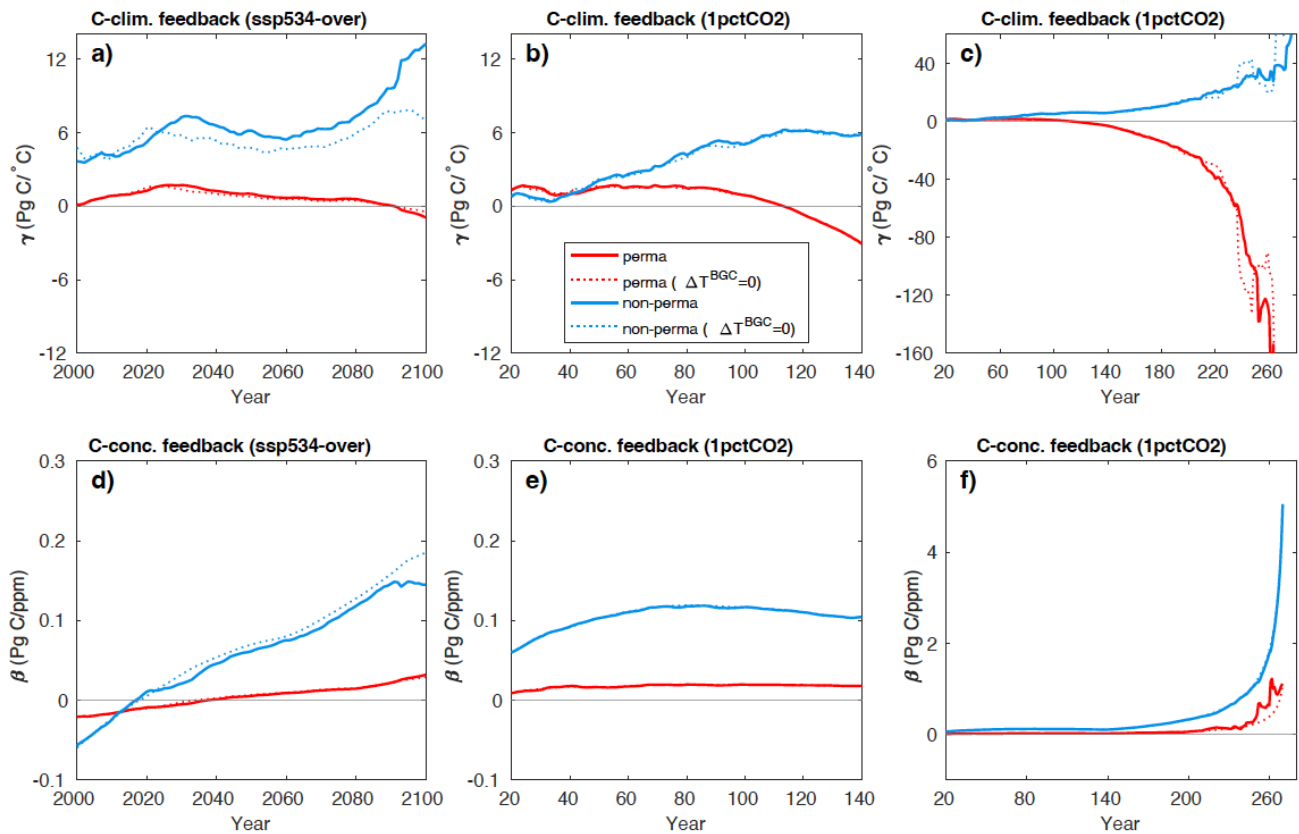 C-clim. feedback (ssp534-over)
C-clim. feedback (1pctCO2)
C-clim. feedback (1pctCO2)
a)
b)
c)
12
6
0
-6
-12
γ (Pg C/°C)
2000 2020 2040 2060 2080 2100
Year
12
6
0
-6
-12
γ (Pg C/°C)
perma
perma ( ΔT^BGC=0)
non-perma
non-perma ( ΔT^BGC=0)
20 40 60 80 100 120 140
Year
40
0
-40
-80
-120
-160
γ (Pg C/°C)
20 60 100 140 180 220 260
Year
C-conc. feedback (ssp534-over)
C-conc. feedback (1pctCO2)
C-conc. feedback (1pctCO2)
d)
e)
f)
0.3
0.2
0.1
0
-0.1
β (Pg C/ppm)
2000 2020 2040 2060 2080 2100
Year
0.3
0.2
0.1
0
-0.1
β (Pg C/ppm)
20 40 60 80 100 120 140
Year
6
4
2
0
β (Pg C/ppm)
20 80 140 200 260
Year